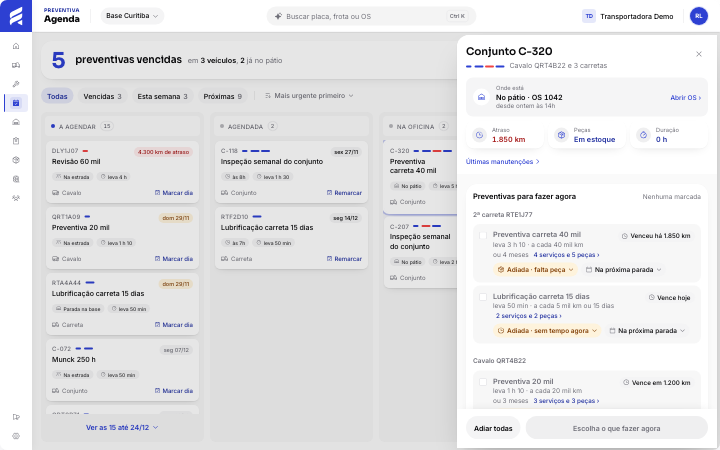 PREVENTIVA
Agenda
Base Curitiba
Buscar placa, frota ou OS
Ctrl K
TD
Transportadora Demo
RL
5 preventivas vencidas em 3 veículos, 2 já no pátio
Todas
Vencidas 3
Esta semana 3
Próximas 9
Mais urgente primeiro
A AGENDAR 15
DLY1J07
4.300 km de atraso
Revisão 60 mil
Na estrada
leva 4 h
Cavalo
Marcar dia
QRT1A09
dom 29/11
Preventiva 20 mil
Na estrada
leva 1 h 10
Cavalo
Marcar dia
RTA4A44
dom 29/11
Lubrificação carreta 15 dias
Parada na base
leva 50 min
Carreta
Marcar dia
C-072
seg 07/12
Munck 250 h
Na estrada
leva 50 min
Conjunto
Marcar dia
Ver as 15 até 24/12
AGENDADA 2
C-118
sex 27/11
Inspeção semanal do conjunto
às 8h
leva 1 h 30
Conjunto
Remarcar
RTF2D10
seg 14/12
Lubrificação carreta 15 dias
às 7h
leva 50 min
Carreta
Remarcar
NA OFICINA 2
C-320
Preventiva
carreta 40 mil
No pátio
leva 5 h
Conjunto
C-207
Inspeção semanal
do conjunto
No pátio
Conjunto
Conjunto C-320
Cavalo QRT4B22 e 3 carretas
Onde está
No pátio · OS 1042
desde ontem às 14h
Abrir OS ›
Atraso
1.850 km
Peças
Em estoque
Duração
0 h
Últimas manutenções ›
Preventivas para fazer agora
Nenhuma marcada
2ª carreta RTE1J77
Preventiva carreta 40 mil
Venceu há 1.850 km
leva 3 h 10 · a cada 40 mil km
ou 4 meses 4 serviços e 5 peças ›
Adiada · falta peça
Na próxima parada
Lubrificação carreta 15 dias
Vence hoje
leva 50 min · a cada 5 mil km ou 15 dias
2 serviços e 2 peças ›
Adiada · sem tempo agora
Na próxima parada
Cavalo QRT4B22
Preventiva 20 mil
Vence em 1.200 km
leva 1 h 10 · a cada 20 mil km
ou 3 meses 3 serviços e 3 peças ›
Adiar todas
Escolha o que fazer agora